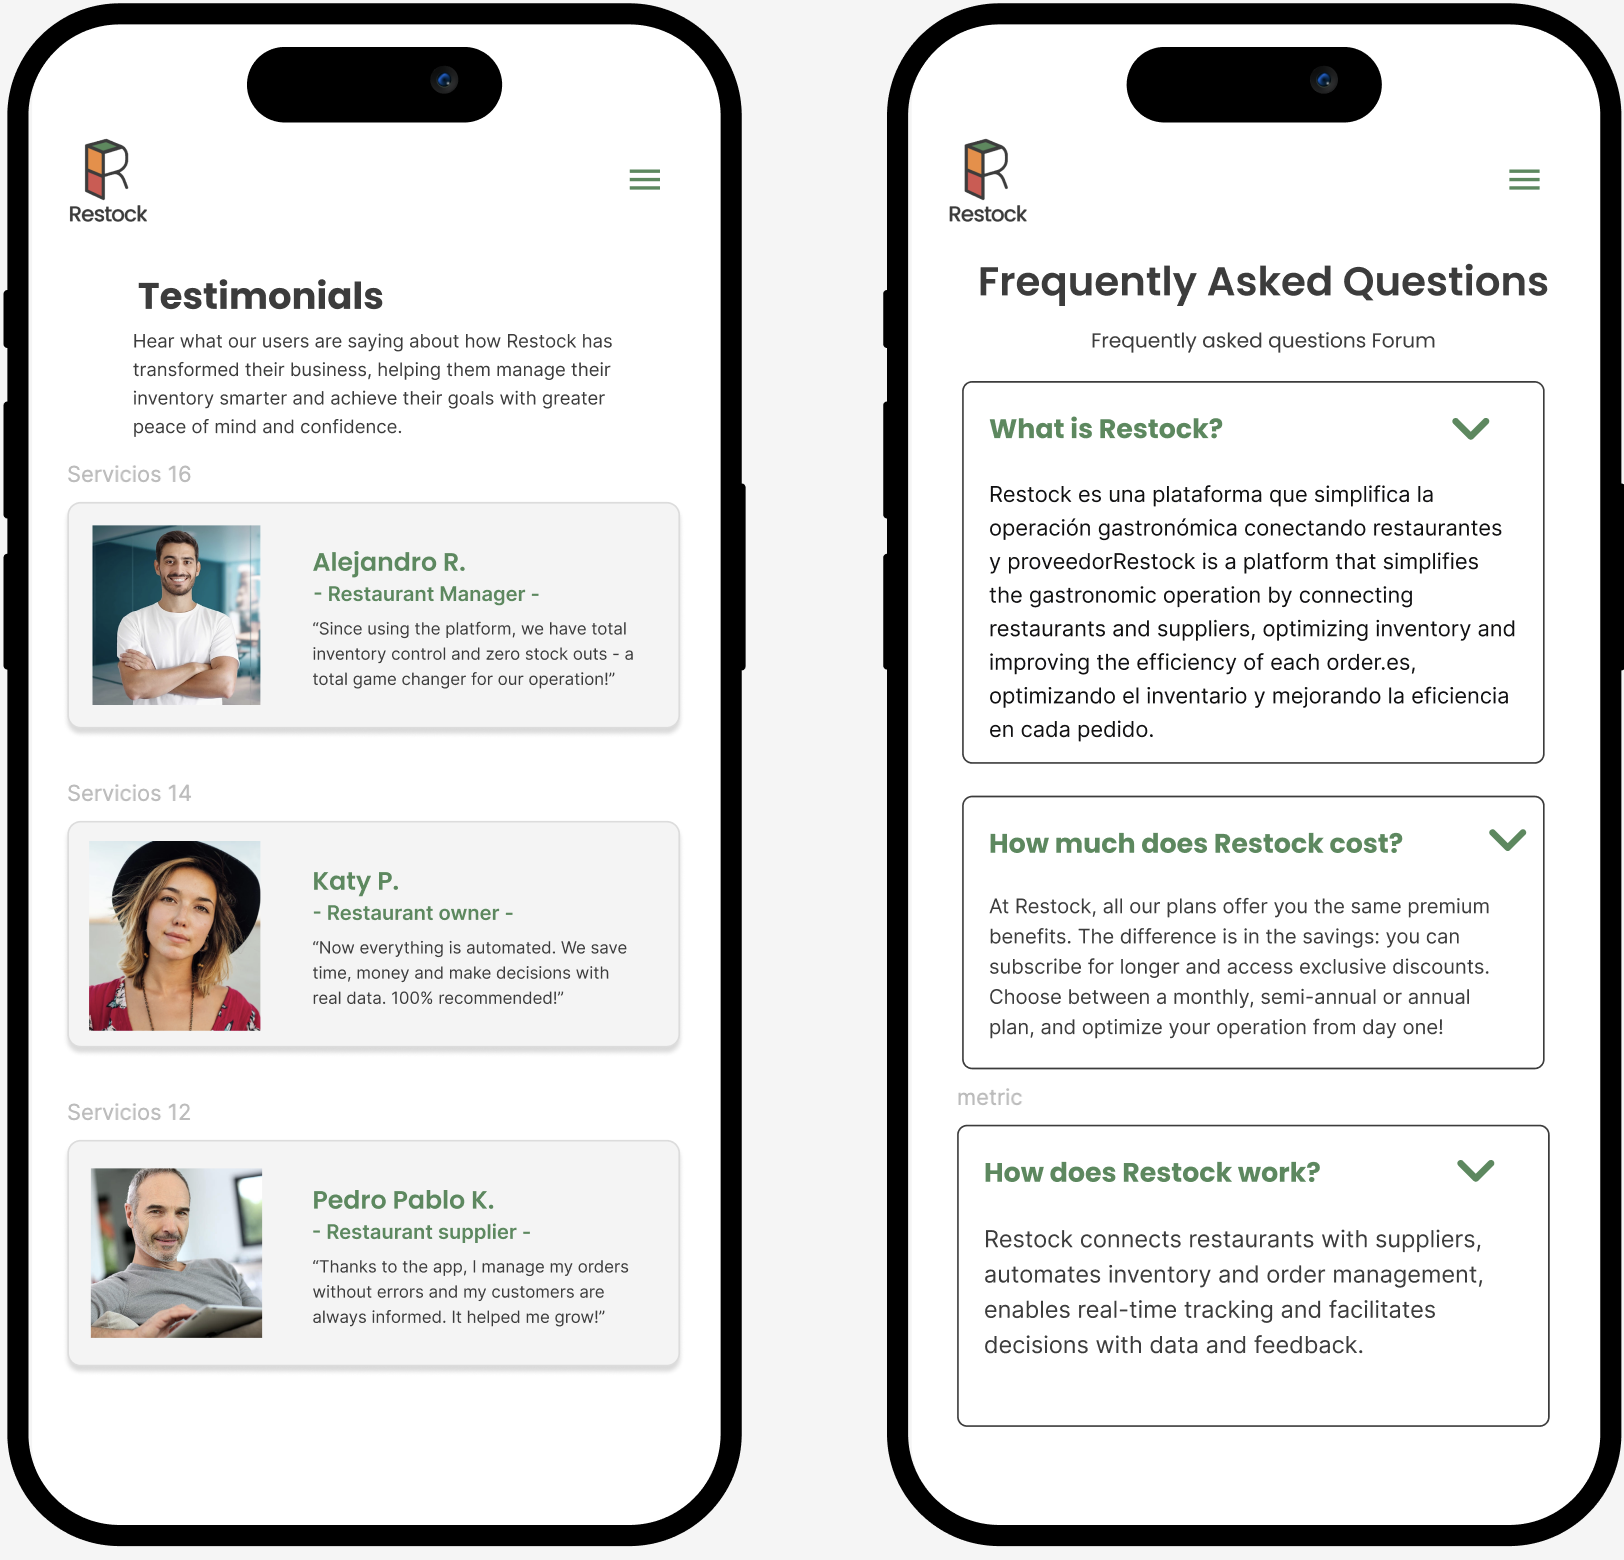 Restock
Testimonials
Hear what our users are saying about how Restock has
transformed their business, helping them manage their
inventory smarter and achieve their goals with greater
peace of mind and confidence.
Servicios 16
Alejandro R.
- Restaurant Manager -
“Since using the platform, we have total
inventory control and zero stock outs - a
total game changer for our operation!”
Servicios 14
Katy P.
- Restaurant owner -
“Now everything is automated. We save
time, money and make decisions with
real data. 100% recommended!”
Servicios 12
Pedro Pablo K.
- Restaurant supplier -
“Thanks to the app, I manage my orders
without errors and my customers are
always informed. It helped me grow!”
Restock
Frequently Asked Questions
Frequently asked questions Forum
What is Restock?
Restock es una plataforma que simplifica la
operación gastronómica conectando restaurantes
y proveedorRestock is a platform that simplifies
the gastronomic operation by connecting
restaurants and suppliers, optimizing inventory and
improving the efficiency of each order.es,
optimizando el inventario y mejorando la eficiencia
en cada pedido.
How much does Restock cost?
At Restock, all our plans offer you the same premium
benefits. The difference is in the savings: you can
subscribe for longer and access exclusive discounts.
Choose between a monthly, semi-annual or annual
plan, and optimize your operation from day one!
metric
How does Restock work?
Restock connects restaurants with suppliers,
automates inventory and order management,
enables real-time tracking and facilitates
decisions with data and feedback.